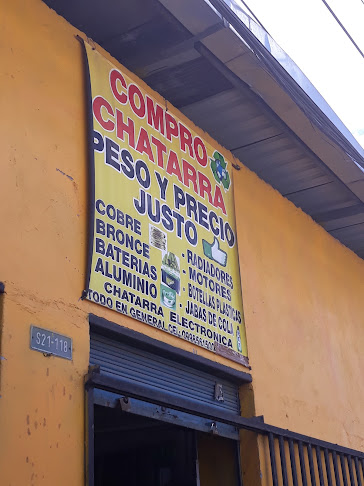 COMPRO
CHATARRA
PESO Y PRECIO
JUSTO
COBRE - RADIADORES
BRONCE - MOTORES
BATERIAS - BOTELLAS PLASTICAS
ALUMINIO - JABAS DE COLA
CHATARRA ELECTRONICA
TODO EN GENERAL
S21-118